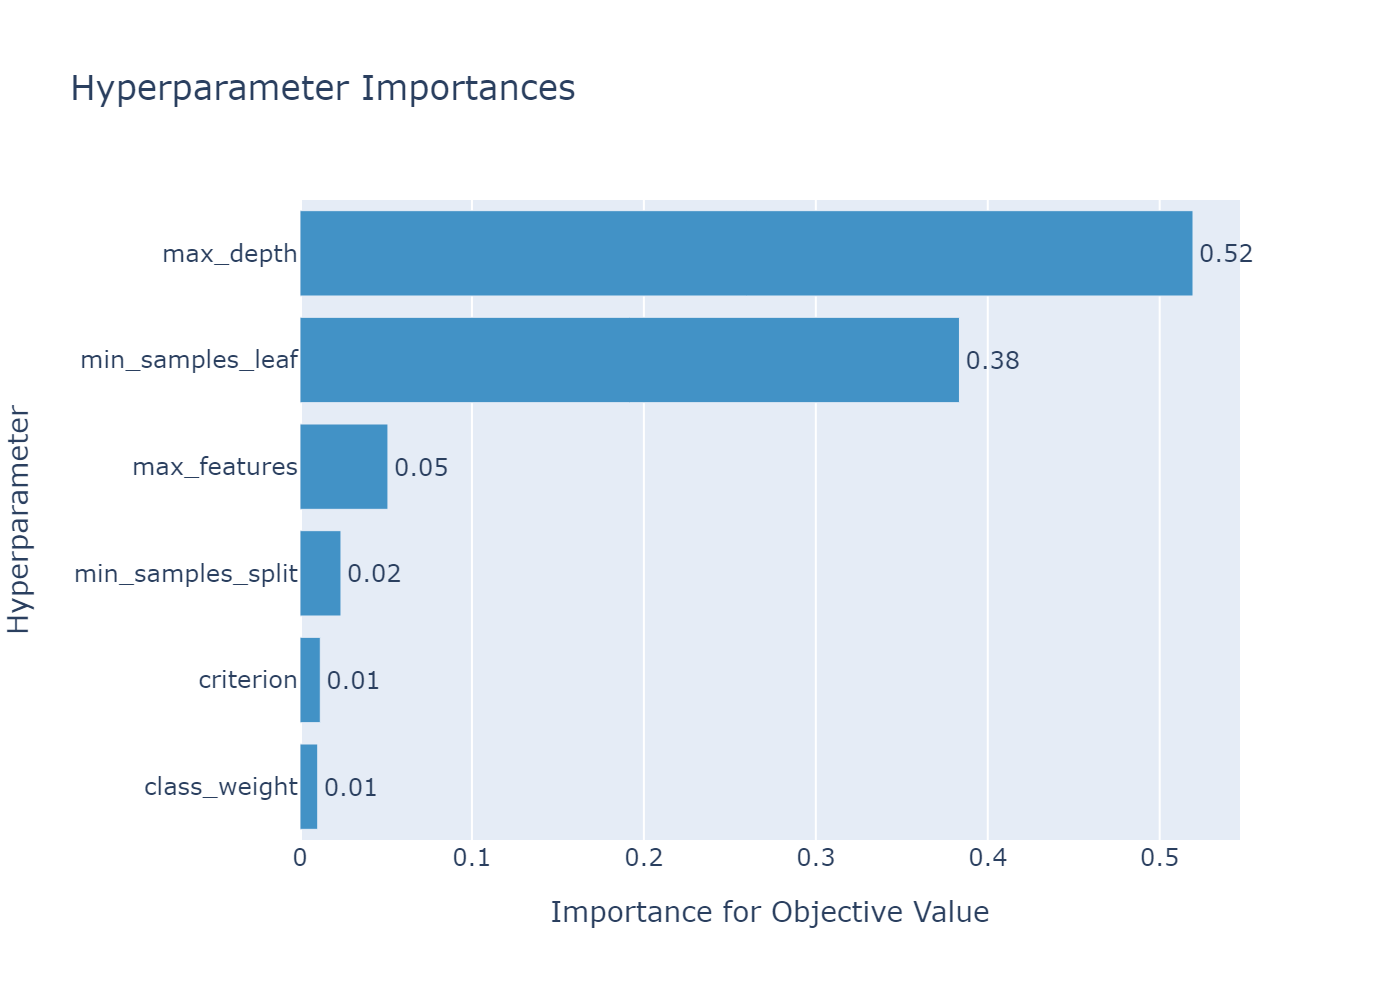 Hyperparameter Importances
Hyperparameter
max_depth 0.52
min_samples_leaf 0.38
max_features 0.05
min_samples_split 0.02
criterion 0.01
class_weight 0.01
0 0.1 0.2 0.3 0.4 0.5
Importance for Objective Value